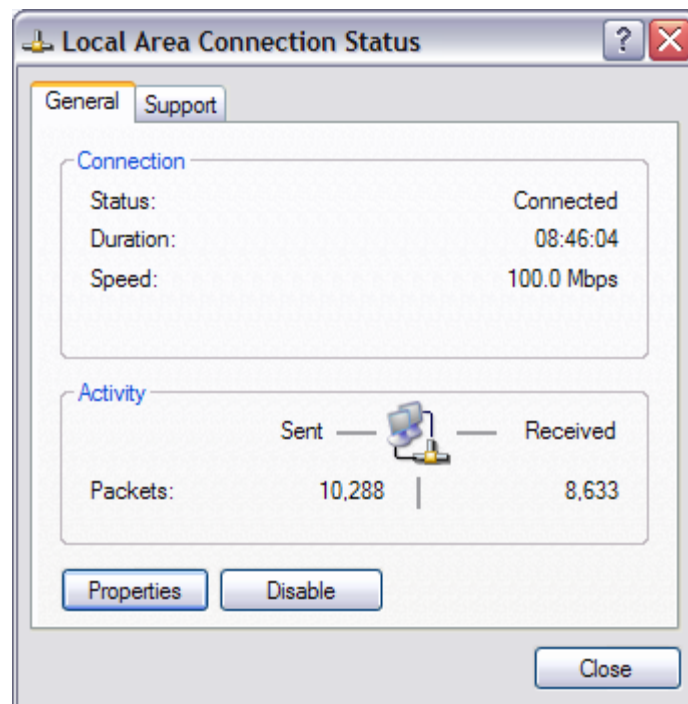 Local Area Connection Status
General Support
Connection
Status: Connected
Duration: 08:46:04
Speed: 100.0 Mbps
Activity
Sent Received
Packets: 10,288 8,633
Properties Disable
Close